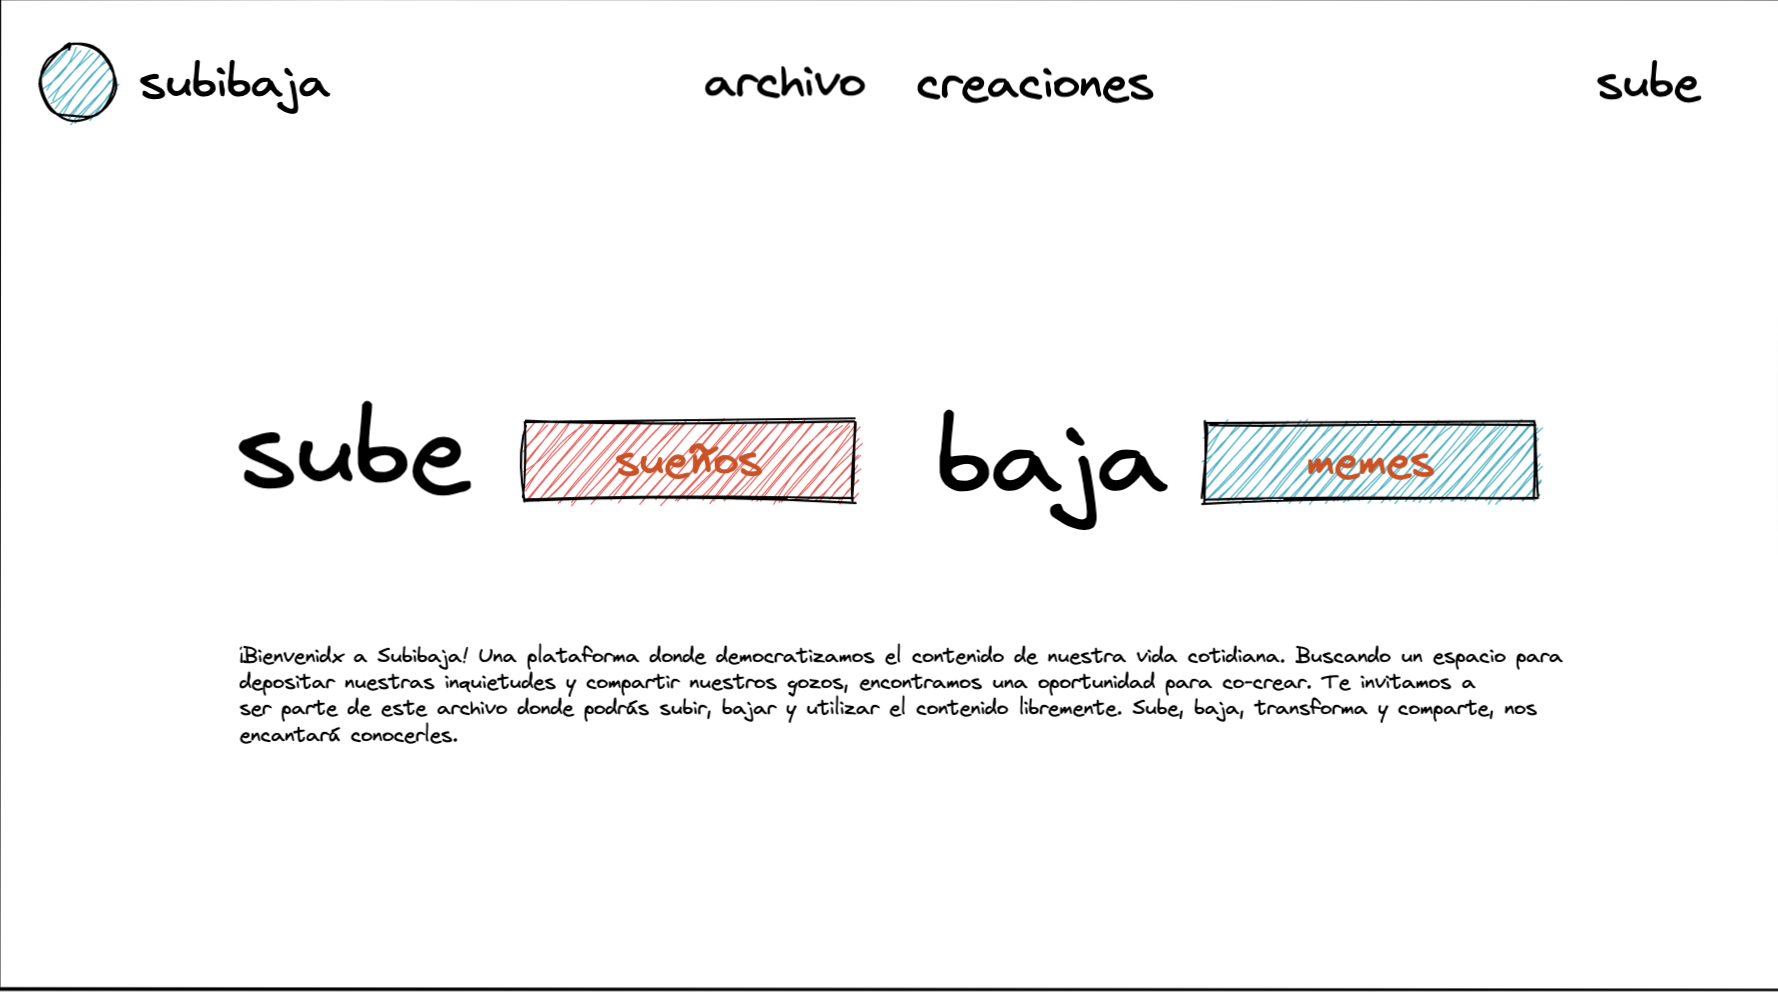 subibaja archivo creaciones sube
sube sueños baja memes
¡Bienvenidx a Subibaja! Una plataforma donde democratizamos el contenido de nuestra vida cotidiana. Buscando un espacio para
depositar nuestras inquietudes y compartir nuestros gozos, encontramos una oportunidad para co-crear. Te invitamos a
ser parte de este archivo donde podrás subir, bajar y utilizar el contenido libremente. Sube, baja, transforma y comparte, nos
encantará conocerles.